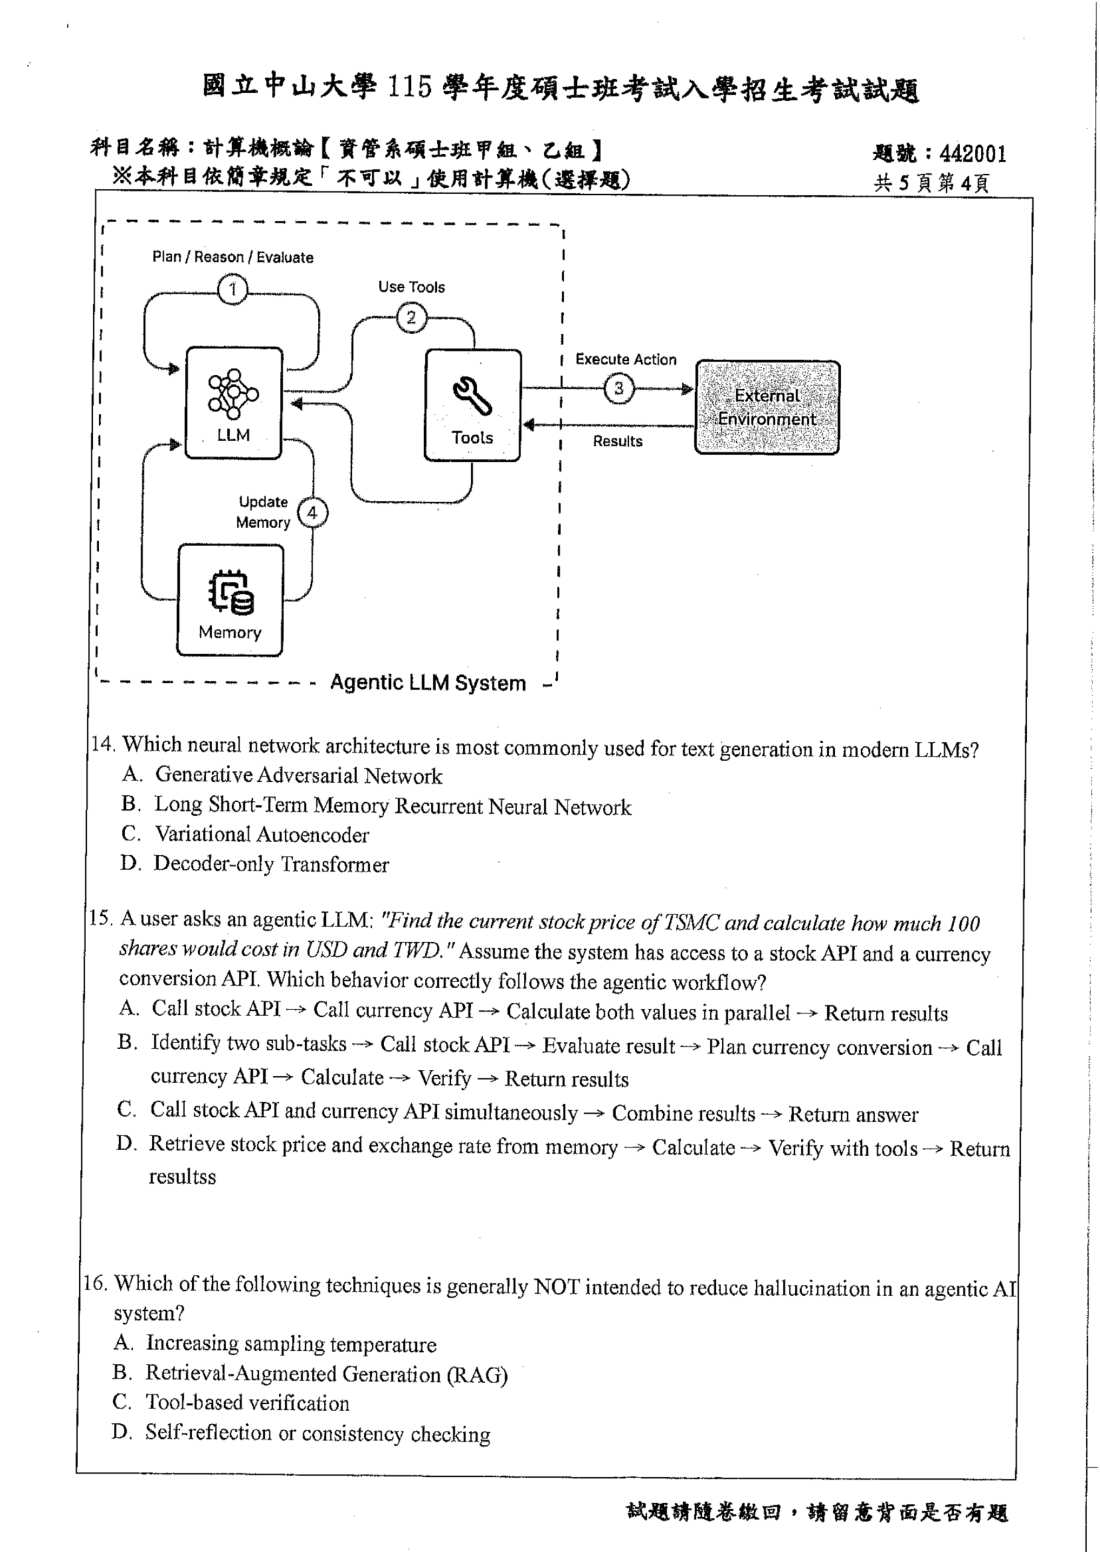 國立中山大學 115 學年度碩士班考試入學招生考試試題
科目名稱：計算機概論【資管系碩士班甲組、乙組】
題號：442001
※本科目依簡章規定「不可以」使用計算機(選擇題)
共 5 頁第 4頁
Plan / Reason / Evaluate
1
Use Tools
2
Execute Action
3
External
Environment
LLM
Tools
Results
Update
Memory
4
Memory
Agentic LLM System
14. Which neural network architecture is most commonly used for text generation in modern LLMs?
A. Generative Adversarial Network
B. Long Short-Term Memory Recurrent Neural Network
C. Variational Autoencoder
D. Decoder-only Transformer
15. A user asks an agentic LLM: "Find the current stock price of TSMC and calculate how much 100
shares would cost in USD and TWD." Assume the system has access to a stock API and a currency
conversion API. Which behavior correctly follows the agentic workflow?
A. Call stock API → Call currency API → Calculate both values in parallel → Return results
B. Identify two sub-tasks → Call stock API → Evaluate result → Plan currency conversion → Call
currency API → Calculate → Verify → Return results
C. Call stock API and currency API simultaneously → Combine results → Return answer
D. Retrieve stock price and exchange rate from memory → Calculate → Verify with tools → Return
resultss
16. Which of the following techniques is generally NOT intended to reduce hallucination in an agentic AI
system?
A. Increasing sampling temperature
B. Retrieval-Augmented Generation (RAG)
C. Tool-based verification
D. Self-reflection or consistency checking
試題請隨卷繳回，請留意背面是否有題